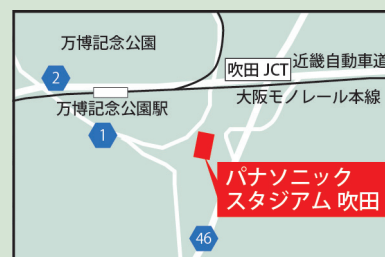 万博記念公園
2
吹田 JCT
近畿自動車道
大阪モノレール本線
万博記念公園駅
1
パナソニック
スタジアム 吹田
46